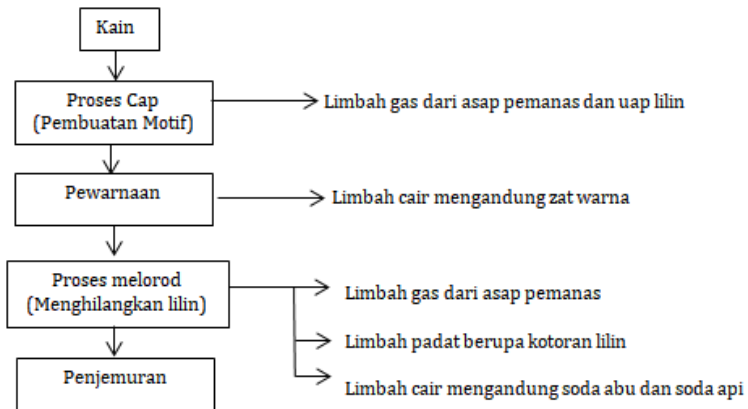 Kain
Proses Cap
(Pembuatan Motif)
Limbah gas dari asap pemanas dan uap lilin
Pewarnaan
Limbah cair mengandung zat warna
Proses melorod
(Menghilangkan lilin)
Limbah gas dari asap pemanas
Limbah padat berupa kotoran lilin
Limbah cair mengandung soda abu dan soda api
Penjemuran